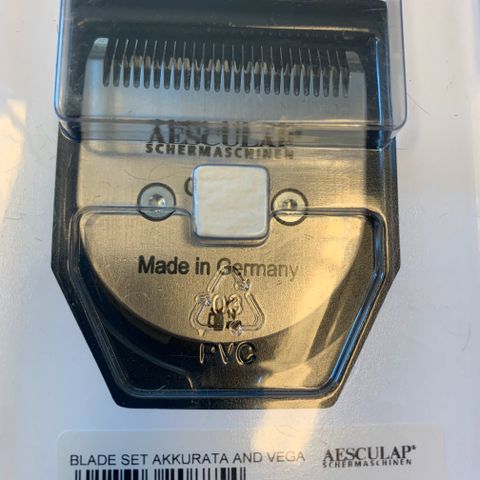 AESCULAP®
SCHERMASCHINEN
Made in Germany
03
PVC
BLADE SET AKKURATA AND VEGA
AESCULAP®
SCHERMASCHINEN